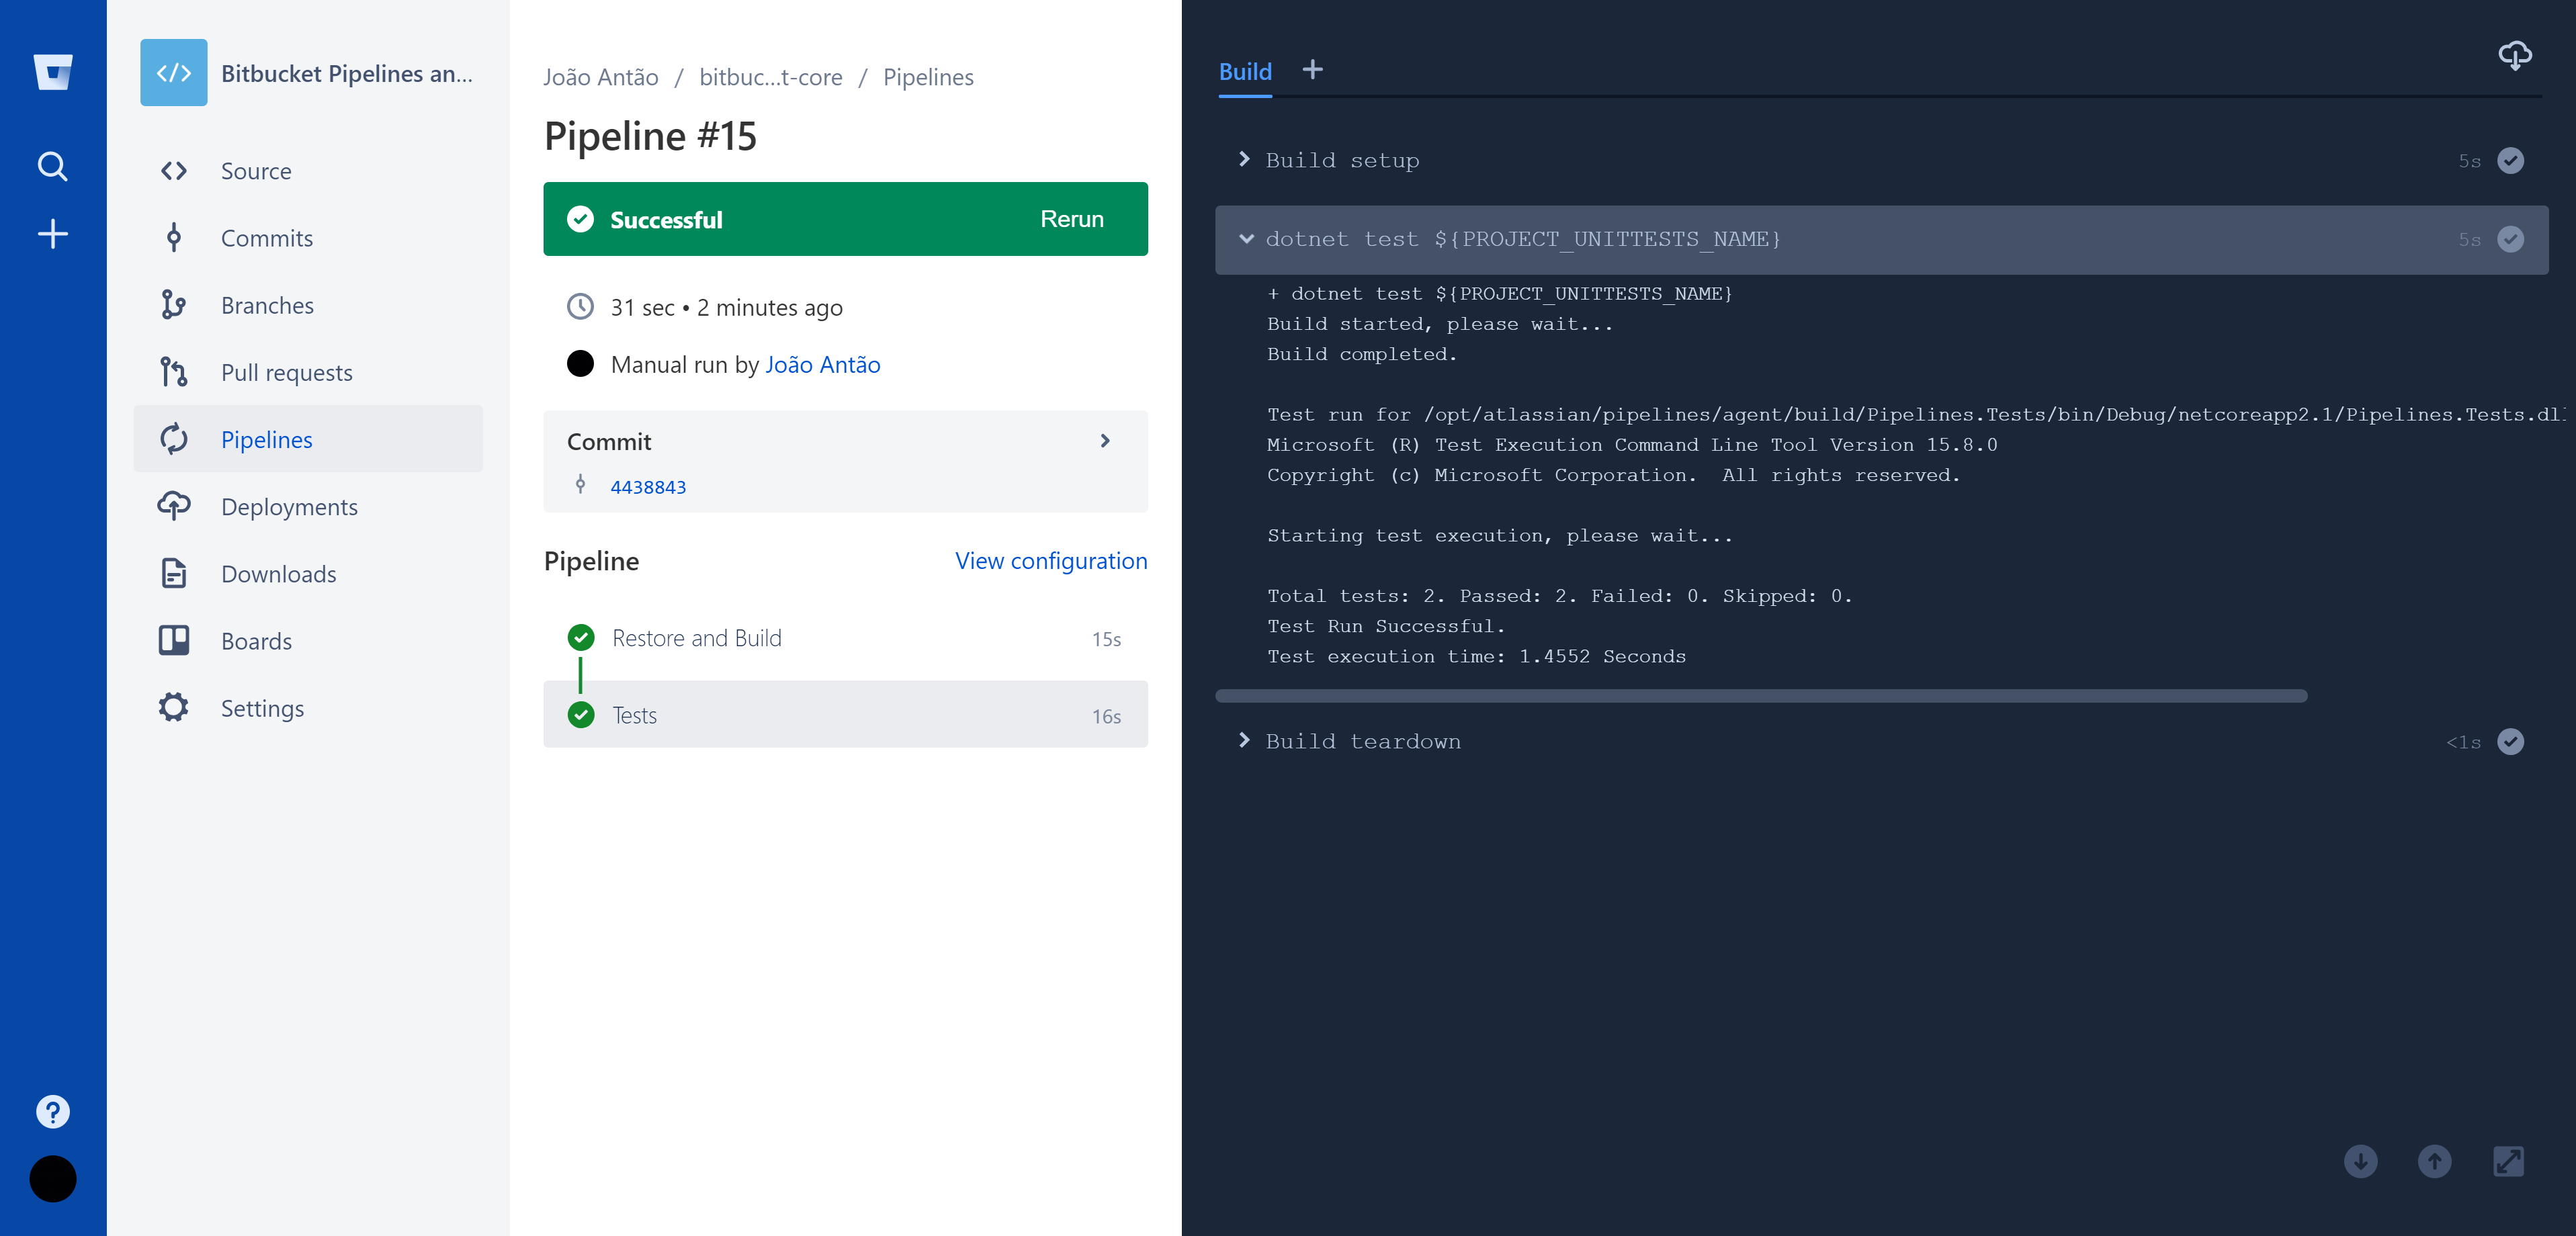 Bitbucket Pipelines an...
Source
Commits
Branches
Pull requests
Pipelines
Deployments
Downloads
Boards
Settings
João Antão / bitbuc...t-core / Pipelines
Pipeline #15
Successful Rerun
31 sec • 2 minutes ago
Manual run by João Antão
Commit
4438843
Pipeline View configuration
Restore and Build 15s
Tests 16s
Build
Build setup 5s
dotnet test ${PROJECT_UNITTESTS_NAME} 5s
+ dotnet test ${PROJECT_UNITTESTS_NAME}
Build started, please wait...
Build completed.
Test run for /opt/atlassian/pipelines/agent/build/Pipelines.Tests/bin/Debug/netcoreapp2.1/Pipelines.Tests.dll
Microsoft (R) Test Execution Command Line Tool Version 15.8.0
Copyright (c) Microsoft Corporation.  All rights reserved.
Starting test execution, please wait...
Total tests: 2. Passed: 2. Failed: 0. Skipped: 0.
Test Run Successful.
Test execution time: 1.4552 Seconds
Build teardown <1s